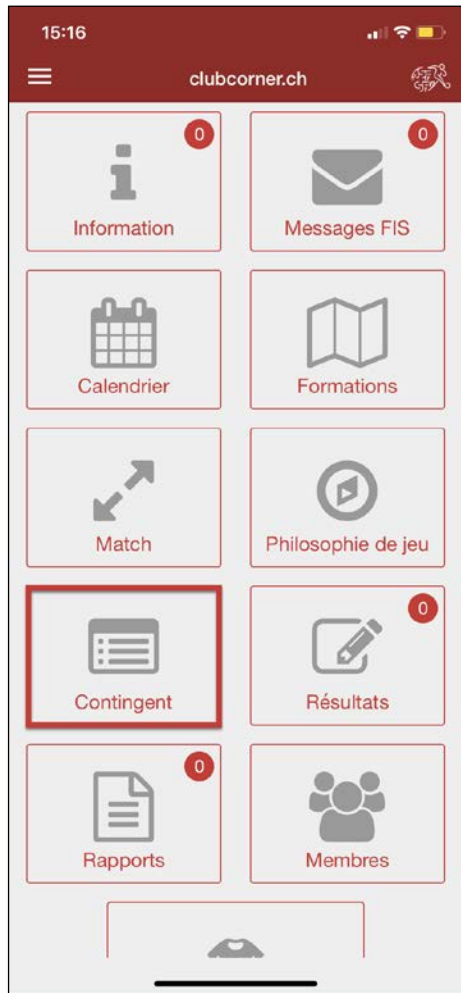 15:16
clubcorner.ch
0
0
Information
Messages FIS
Calendrier
Formations
Match
Philosophie de jeu
0
Contingent
Résultats
0
Rapports
Membres